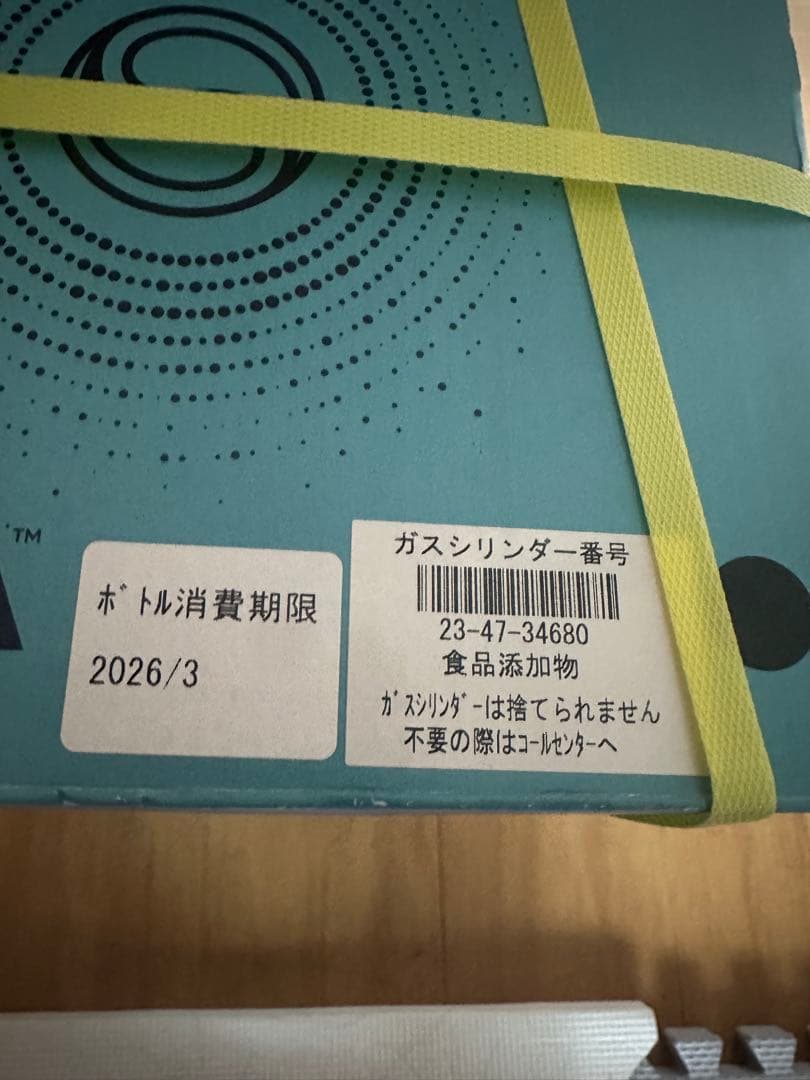 S
™
ﾎﾞﾄﾙ消費期限
2026/3
ガスシリンダー番号
23-47-34680
食品添加物
ｶﾞｽｼﾘﾝﾀﾞｰは捨てられません
不要の際はｺｰﾙｾﾝﾀｰへ